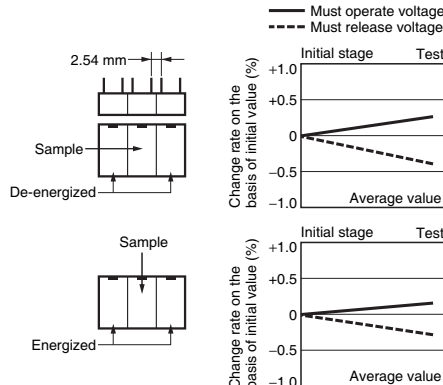 Must operate voltage
Must release voltage
2.54 mm
Sample
De-energized
Change rate on the
basis of initial value (%)
Initial stage Test
+1.0
+0.5
0
−0.5
−1.0
Average value
Sample
Energized
Change rate on the
basis of initial value (%)
Initial stage Test
+1.0
+0.5
0
−0.5
−1.0
Average value